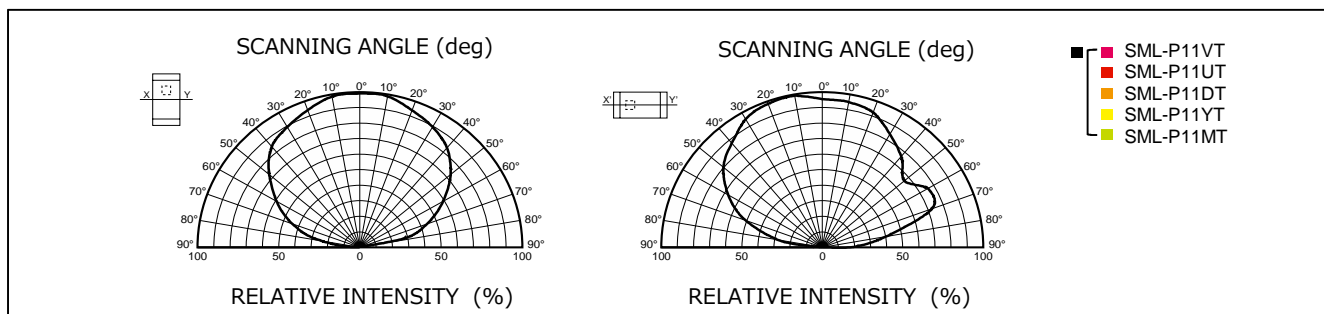 SCANNING ANGLE (deg)
X Y
90° 80° 70° 60° 50° 40° 30° 20° 10° 0° 10° 20° 30° 40° 50° 60° 70° 80° 90°
100 50 0 50 100
RELATIVE INTENSITY (%)
SCANNING ANGLE (deg)
X' Y'
90° 80° 70° 60° 50° 40° 30° 20° 10° 0° 10° 20° 30° 40° 50° 60° 70° 80° 90°
100 50 0 50 100
RELATIVE INTENSITY (%)
SML-P11VT
SML-P11UT
SML-P11DT
SML-P11YT
SML-P11MT